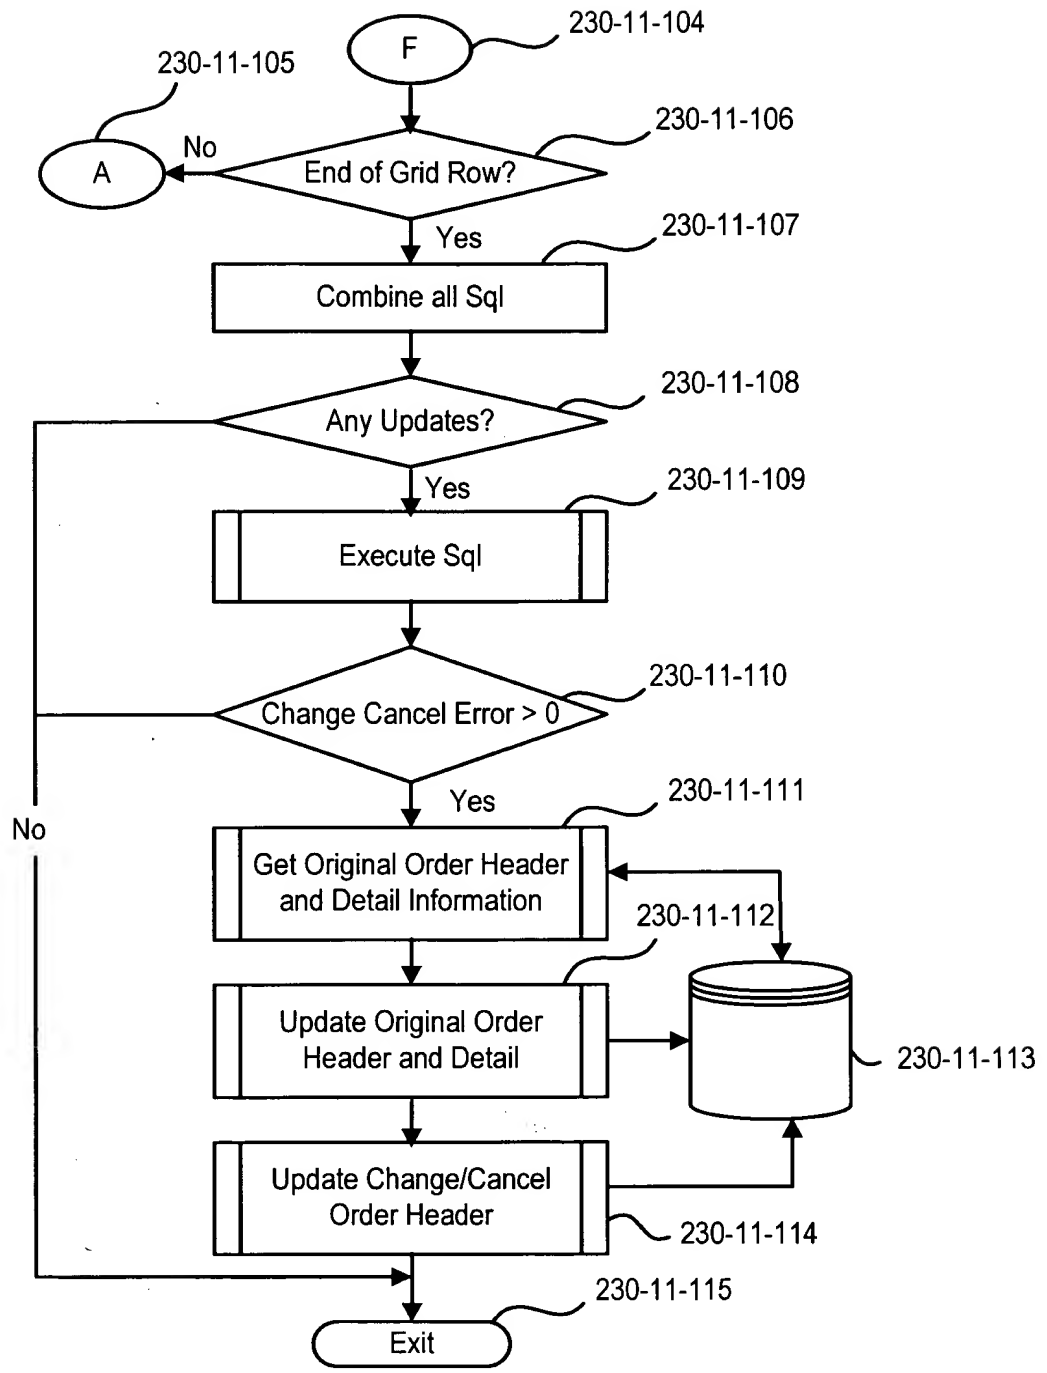 230-11-104
F
230-11-105
230-11-106
No
A
End of Grid Row?
Yes
230-11-107
Combine all Sql
230-11-108
Any Updates?
Yes
230-11-109
Execute Sql
230-11-110
Change Cancel Error > 0
230-11-111
Yes
No
Get Original Order Header
and Detail Information
230-11-112
Update Original Order
Header and Detail
230-11-113
Update Change/Cancel
Order Header
230-11-114
230-11-115
Exit